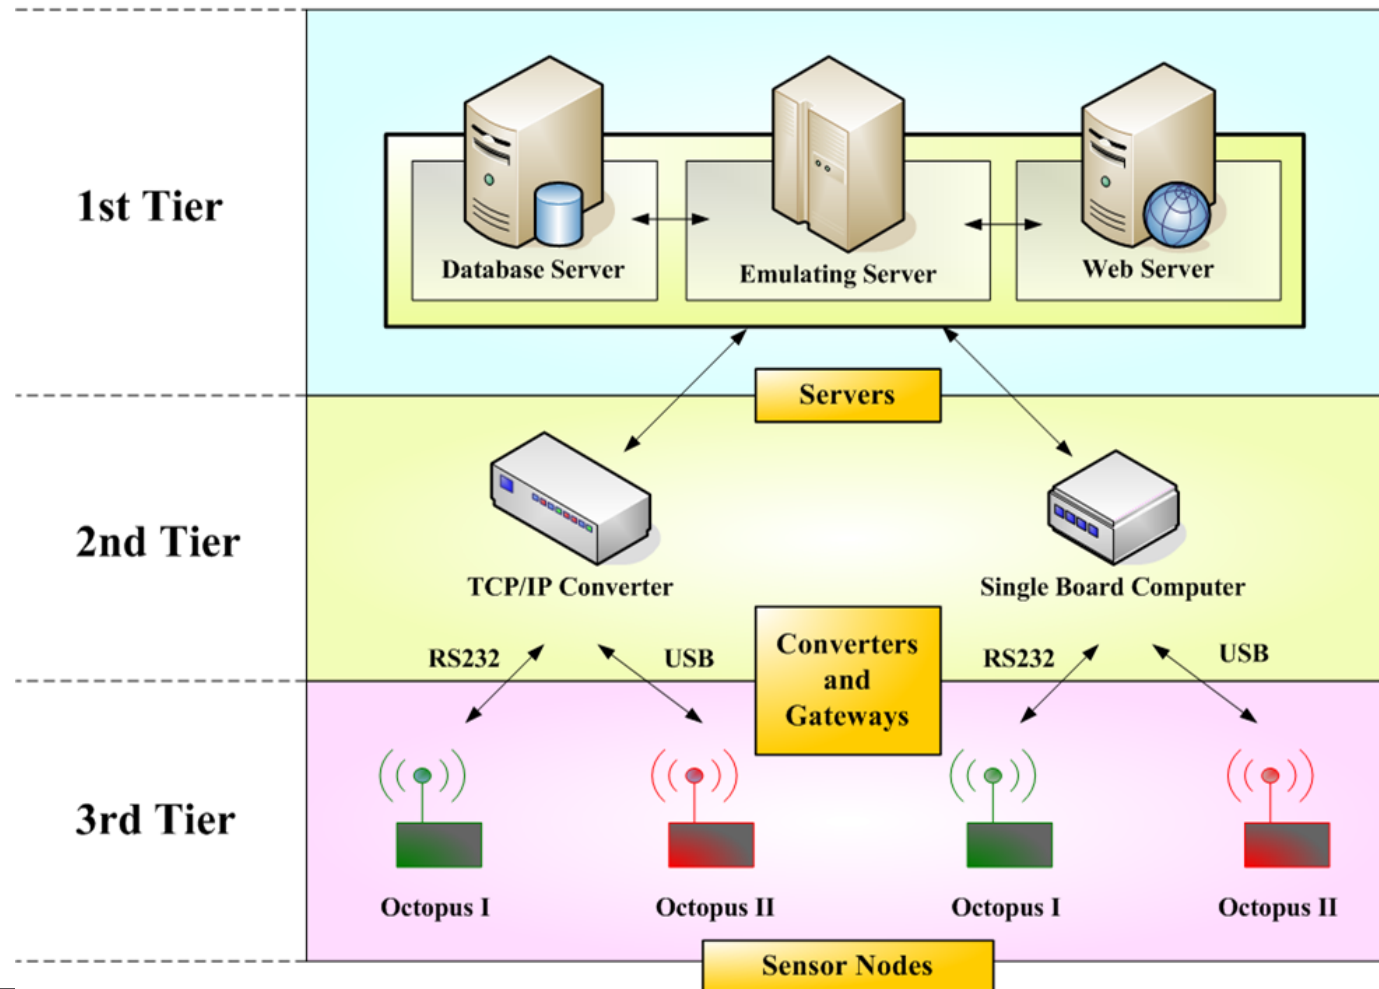 1st Tier
Database Server
Emulating Server
Web Server
Servers
2nd Tier
TCP/IP Converter
Single Board Computer
RS232
USB
Converters
and
Gateways
RS232
USB
3rd Tier
Octopus I
Octopus II
Octopus I
Octopus II
Sensor Nodes